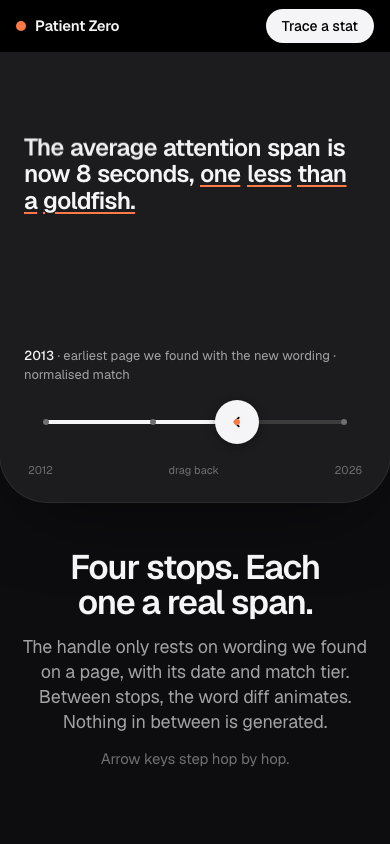 Patient Zero
Trace a stat
The average attention span is
now 8 seconds, one less than
a goldfish.
2013 · earliest page we found with the new wording ·
normalised match
2012
drag back
2026
Four stops. Each
one a real span.
The handle only rests on wording we found
on a page, with its date and match tier.
Between stops, the word diff animates.
Nothing in between is generated.
Arrow keys step hop by hop.